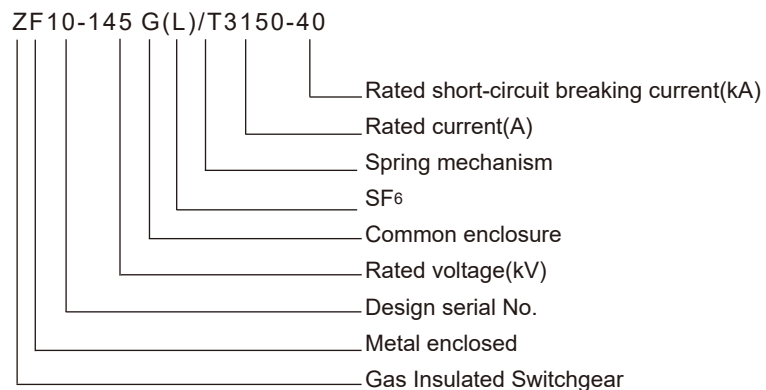 ZF10-145 G(L)/T3150-40
Rated short-circuit breaking current(kA)
Rated current(A)
Spring mechanism
SF6
Common enclosure
Rated voltage(kV)
Design serial No.
Metal enclosed
Gas Insulated Switchgear